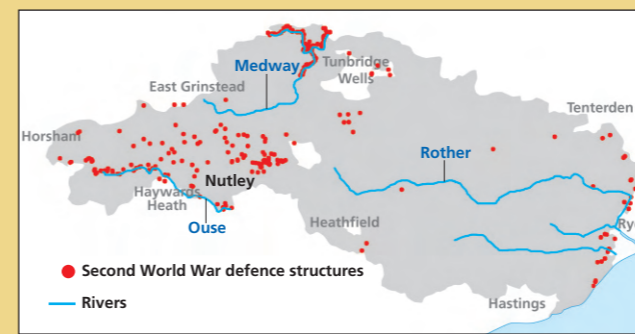 Medway
Tunbridge
Wells
East Grinstead
Tenterden
Horsham
Rother
Nutley
Haywards
Heath
Ouse
Heathfield
Hastings
Second World War defence structures
Rivers